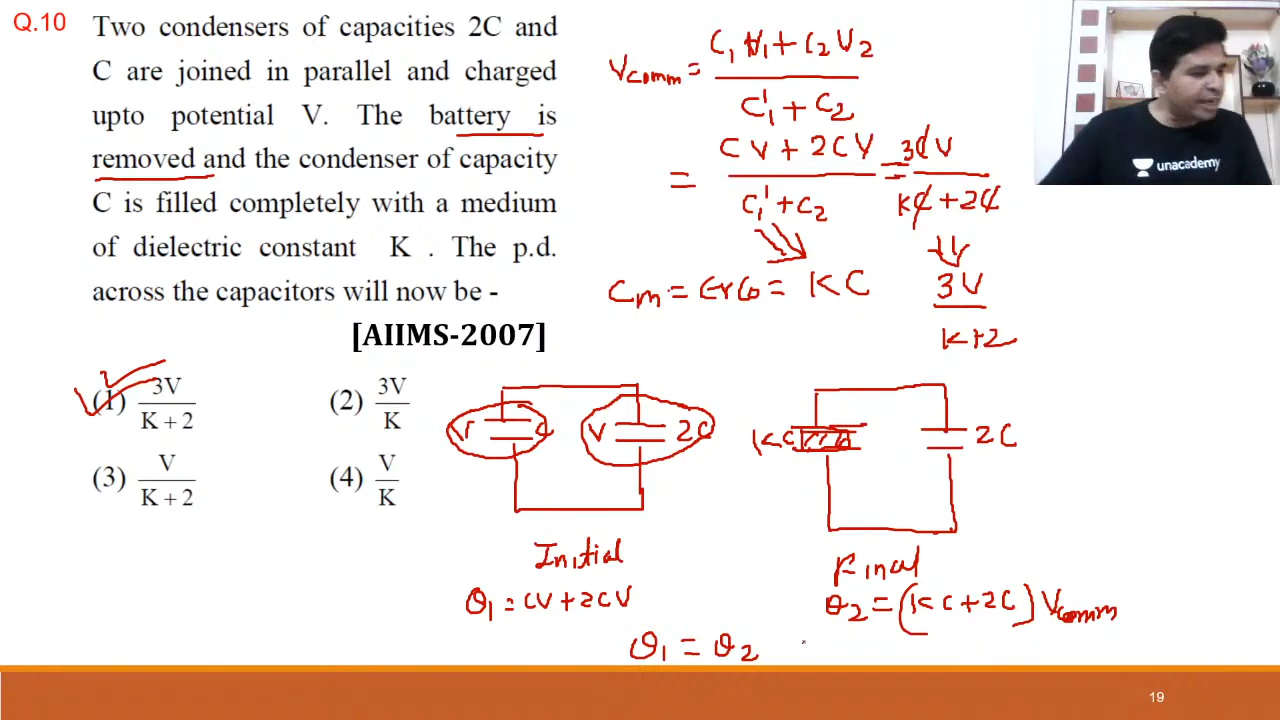 Q.10
Two condensers of capacities 2C and
C are joined in parallel and charged
upto potential V. The battery is
removed and the condenser of capacity
C is filled completely with a medium
of dielectric constant K . The p.d.
across the capacitors will now be -
[AIIMS-2007]
(1) 3V / K + 2
(2) 3V / K
(3) V / K + 2
(4) V / K
Vcomm = C₁V₁ + C₂V₂ / C₁' + C₂
= CV + 2CV / C₁' + C₂ = 3CV / KC + 2C
Cm = ErC₀ = KC
3V / K+2
V C V 2C
KC 2C
Initial
Final
Q₁ = CV + 2CV
Q₂ = (KC + 2C) Vcomm
Q₁ = Q₂
unacademy
19